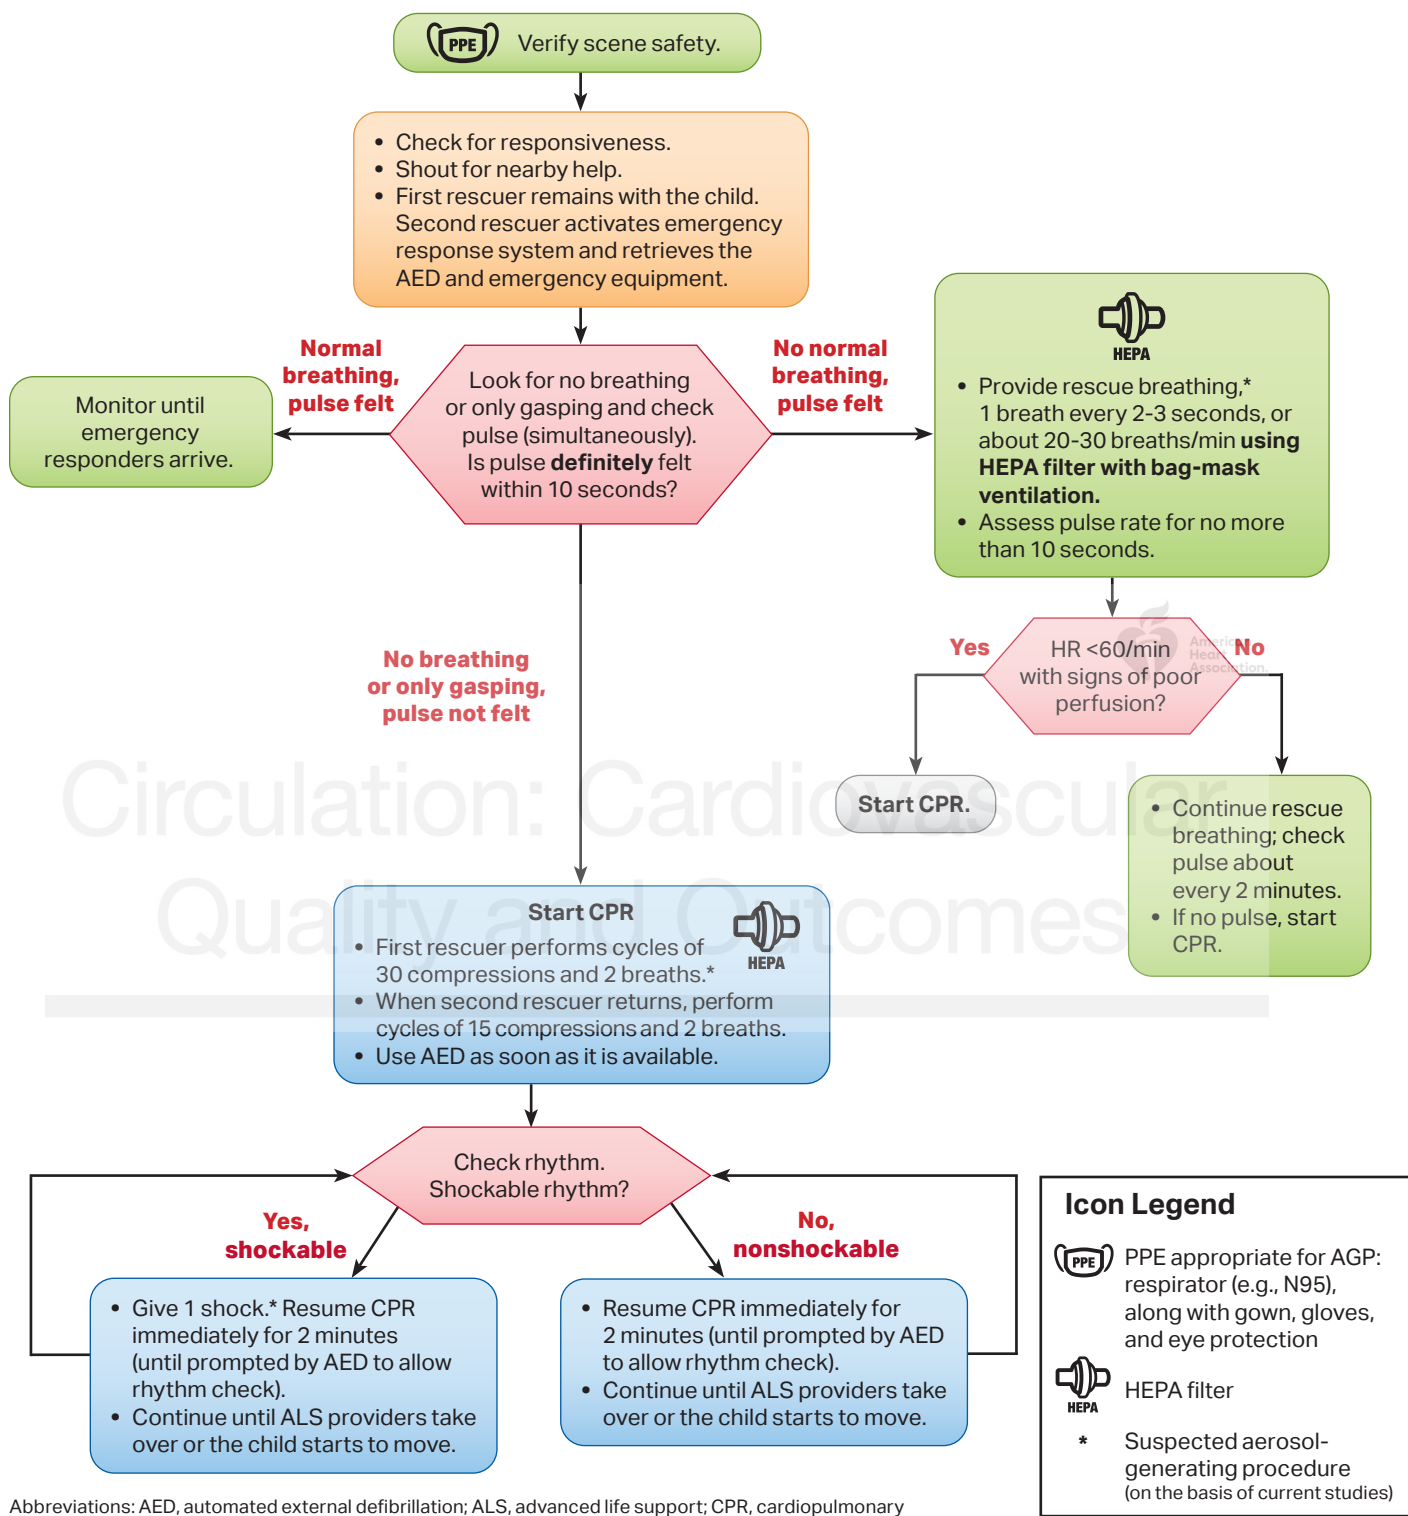 PPE
Verify scene safety.
• Check for responsiveness.
• Shout for nearby help.
• First rescuer remains with the child.
Second rescuer activates emergency
response system and retrieves the
AED and emergency equipment.
Normal
breathing,
pulse felt
Look for no breathing
or only gasping and check
pulse (simultaneously).
Is pulse definitely felt
within 10 seconds?
No normal
breathing,
pulse felt
Monitor until
emergency
responders arrive.
HEPA
• Provide rescue breathing,*
1 breath every 2-3 seconds, or
about 20-30 breaths/min using
HEPA filter with bag-mask
ventilation.
• Assess pulse rate for no more
than 10 seconds.
No breathing
or only gasping,
pulse not felt
Yes
HR <60/min
with signs of poor
perfusion?
No
American
Heart
Association.
Start CPR.
• Continue rescue
breathing; check
pulse about
every 2 minutes.
• If no pulse, start
CPR.
Circulation: Cardiovascular
Quality and Outcomes
Start CPR
HEPA
• First rescuer performs cycles of
30 compressions and 2 breaths.*
• When second rescuer returns, perform
cycles of 15 compressions and 2 breaths.
• Use AED as soon as it is available.
Check rhythm.
Shockable rhythm?
Yes,
shockable
No,
nonshockable
• Give 1 shock.* Resume CPR
immediately for 2 minutes
(until prompted by AED to allow
rhythm check).
• Continue until ALS providers take
over or the child starts to move.
• Resume CPR immediately for
2 minutes (until prompted by AED
to allow rhythm check).
• Continue until ALS providers take
over or the child starts to move.
Icon Legend
PPE
PPE appropriate for AGP:
respirator (e.g., N95),
along with gown, gloves,
and eye protection
HEPA
HEPA filter
* Suspected aerosol-
generating procedure
(on the basis of current studies)
Abbreviations: AED, automated external defibrillation; ALS, advanced life support; CPR, cardiopulmonary